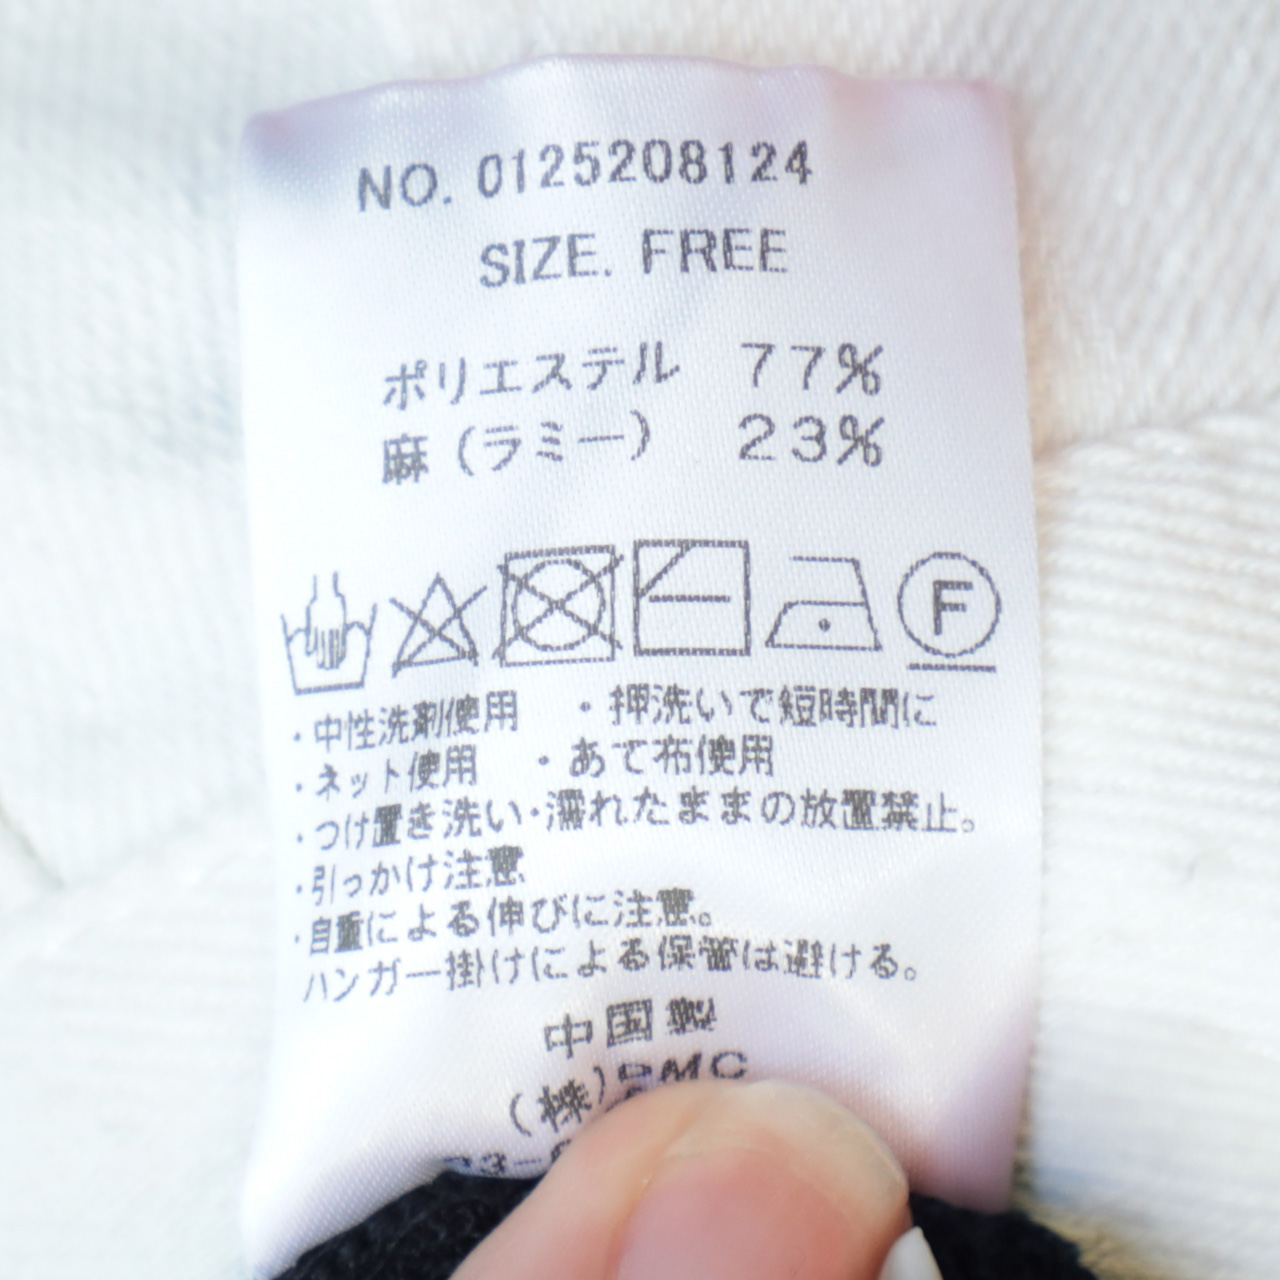 NO. 0125208124
SIZE. FREE
ポリエステル 77%
麻(ラミー) 23%
F
・中性洗剤使用 ・押洗いで短時間に
・ネット使用 ・あて布使用
・つけ置き洗い・濡れたままの放置禁止。
・引っかけ注意
・自重による伸びに注意。
ハンガー掛けによる保管は避ける。
中国製
(株)